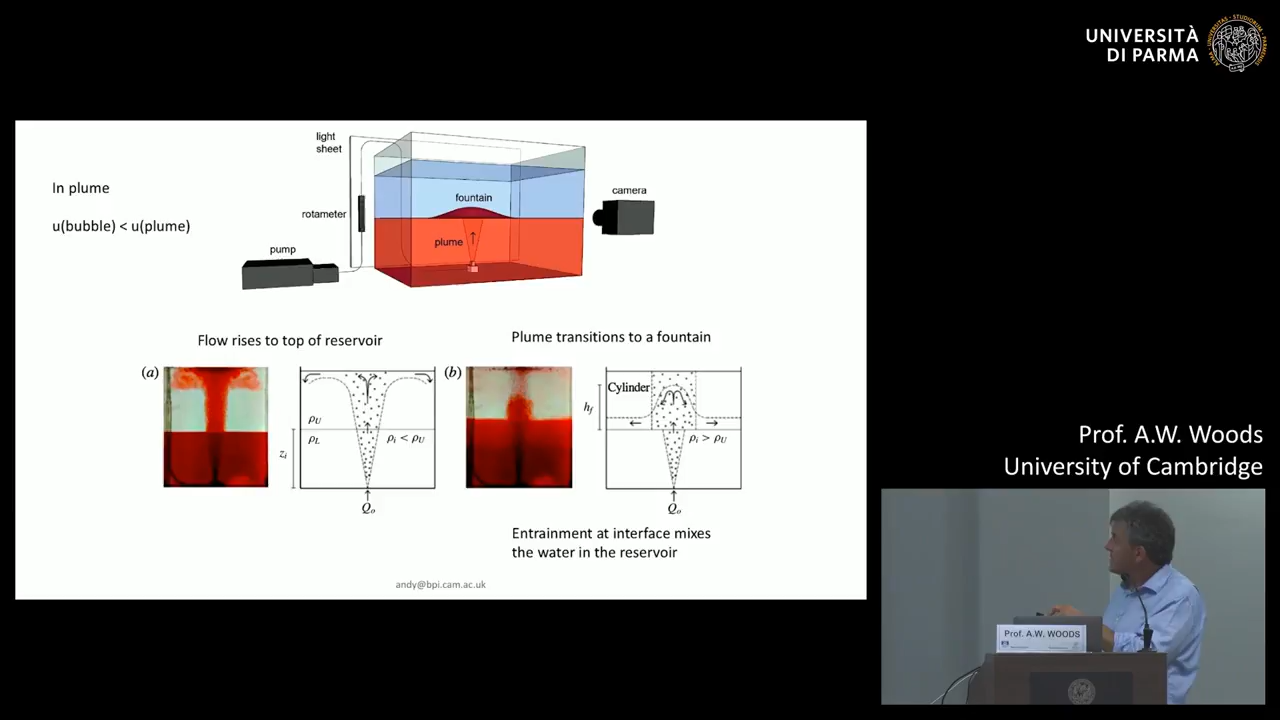 UNIVERSITÀ
DI PARMA
light
sheet
In plume
u(bubble) < u(plume)
rotameter
fountain
camera
plume
pump
Flow rises to top of reservoir
Plume transitions to a fountain
(a)
ρU
ρL
ρi < ρU
zi
Qo
(b)
Cylinder
hf
ρi > ρU
Qo
Entrainment at interface mixes
the water in the reservoir
andy@bpi.cam.ac.uk
Prof. A.W. Woods
University of Cambridge
Prof. A.W. WOODS